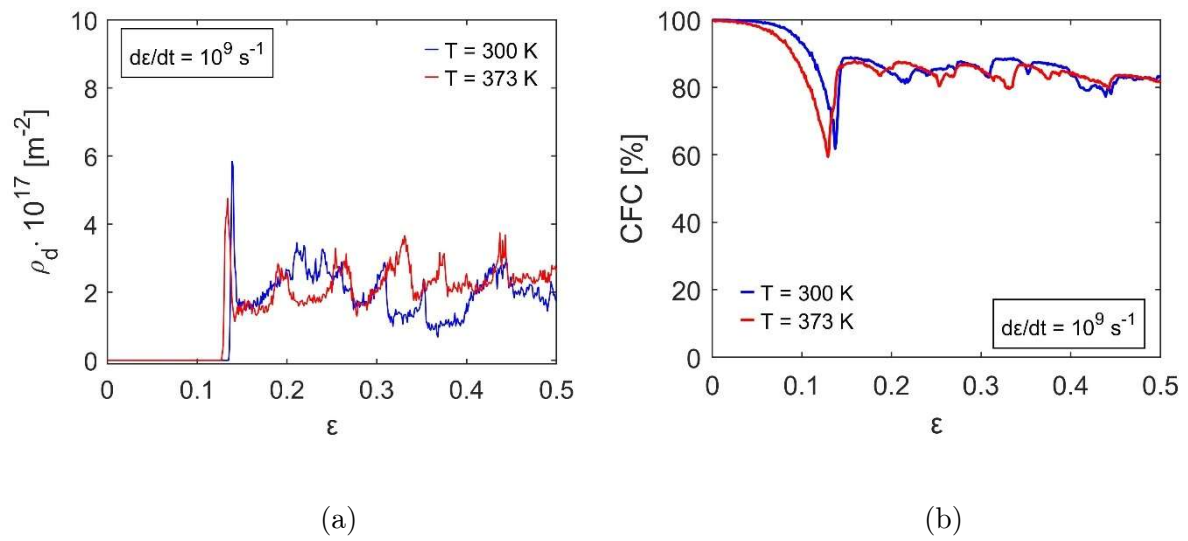 10
8
6
4
2
0
ρd· 10^17 [m^-2]
dε/dt = 10^9 s^-1
T = 300 K
T = 373 K
0 0.1 0.2 0.3 0.4 0.5
ε
(a)
100
80
60
40
20
0
CFC [%]
T = 300 K
T = 373 K
dε/dt = 10^9 s^-1
0 0.1 0.2 0.3 0.4 0.5
ε
(b)